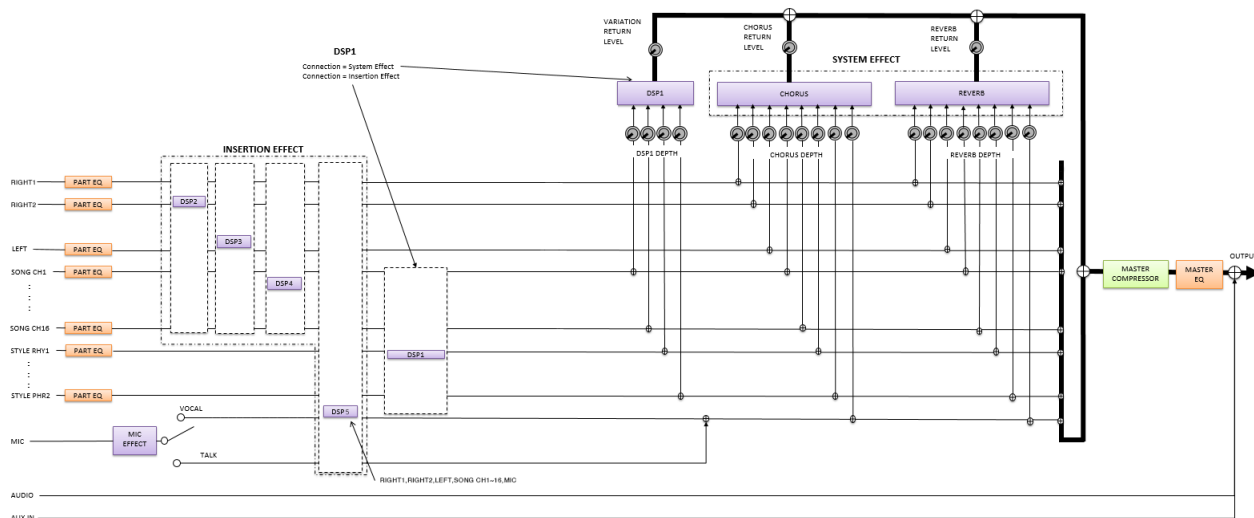 VARIATION
RETURN
LEVEL
CHORUS
RETURN
LEVEL
REVERB
RETURN
LEVEL
DSP1
Connection = System Effect
Connection = Insertion Effect
SYSTEM EFFECT
DSP1
CHORUS
REVERB
DSP1 DEPTH
CHORUS DEPTH
REVERB DEPTH
INSERTION EFFECT
RIGHT1
PART EQ
RIGHT2
PART EQ
DSP2
LEFT
PART EQ
DSP3
SONG CH1
PART EQ
DSP4
SONG CH16
PART EQ
STYLE RHY1
PART EQ
DSP1
STYLE PHR2
PART EQ
VOCAL
DSP5
MIC
MIC
EFFECT
TALK
RIGHT1,RIGHT2,LEFT,SONG CH1~16,MIC
AUDIO
AUX IN
MASTER
COMPRESSOR
MASTER
EQ
OUTPUT